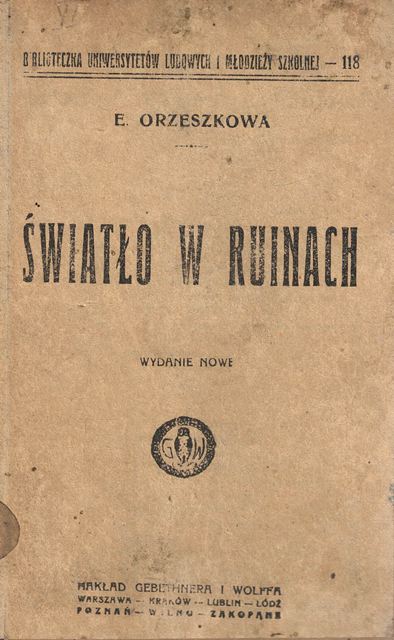 BIBLIOTECZKA UNIWERSYTETÓW LUDOWYCH I MŁODZIEŻY SZKOLNEJ — 118
E. ORZESZKOWA
ŚWIATŁO W RUINACH
WYDANIE NOWE
G W
NAKŁAD GEBETHNERA I WOLFFA
WARSZAWA — KRAKÓW — LUBLIN — ŁÓDŹ
POZNAŃ — WILNO — ZAKOPANE